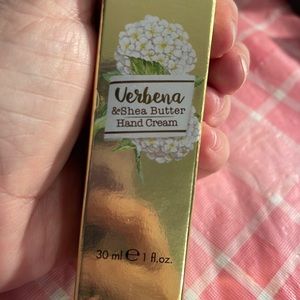 Verbena
&Shea Butter
Hand Cream
30 ml e 1 fl.oz.